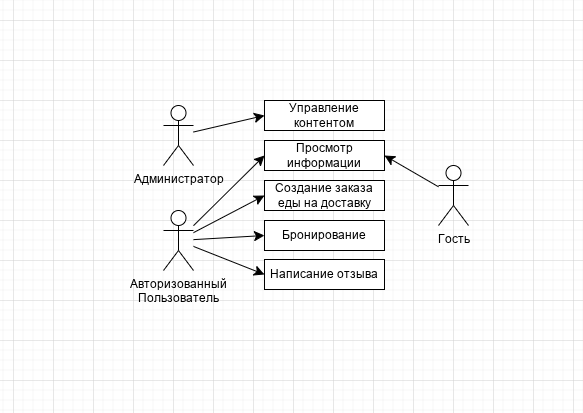 Управление
контентом
Просмотр
информации
Администратор
Создание заказа
еды на доставку
Бронирование
Гость
Написание отзыва
Авторизованный
Пользователь